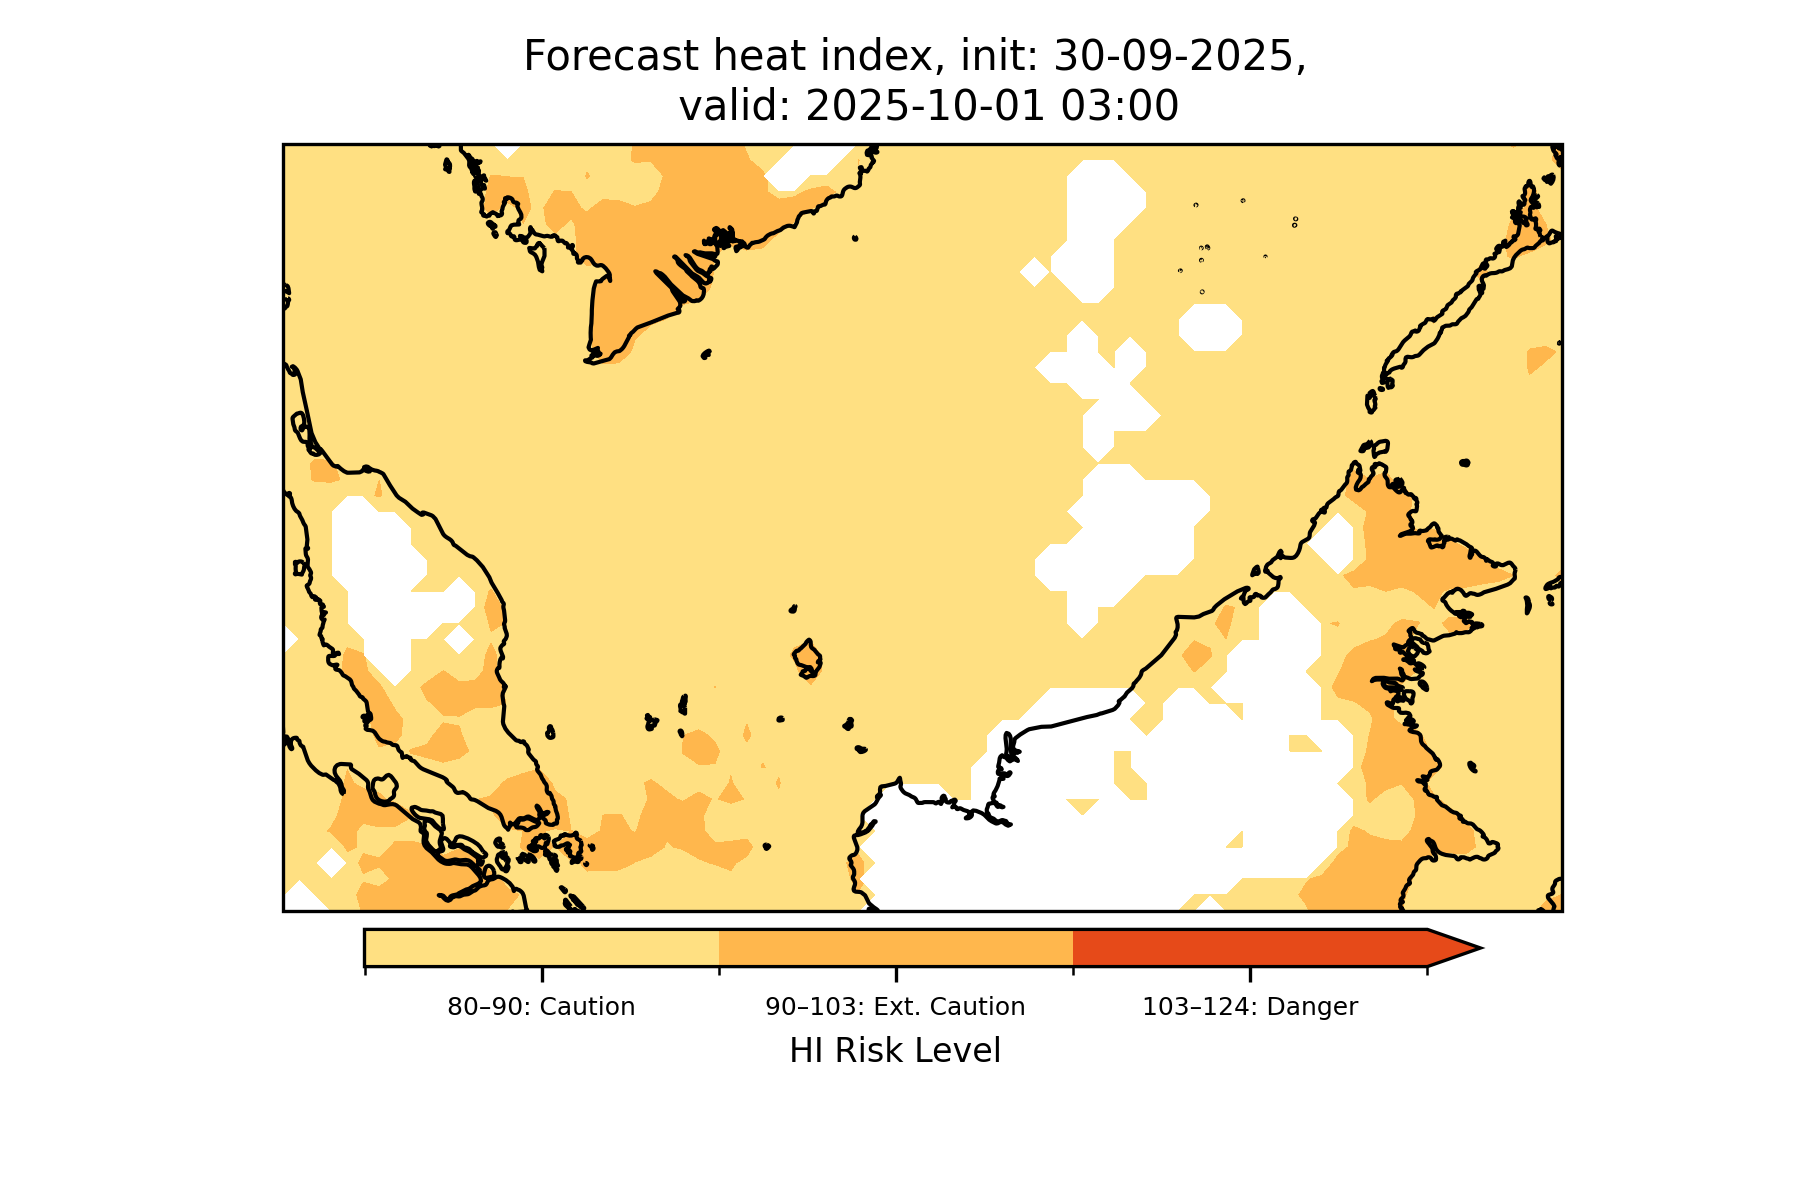 Forecast heat index, init: 30-09-2025,
valid: 2025-10-01 03:00
80–90: Caution
90–103: Ext. Caution
103–124: Danger
HI Risk Level